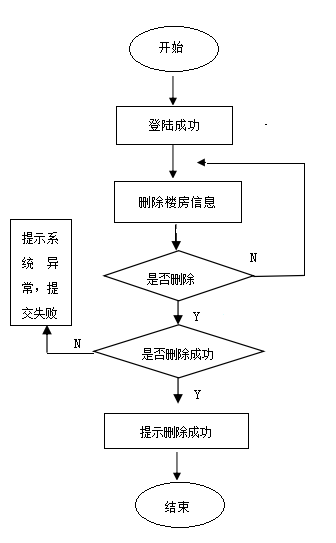 开始
登陆成功
删除楼房信息
提示系
统 异
常，提
交失败
N
是否删除
Y
N
是否删除成功
Y
提示删除成功
结束